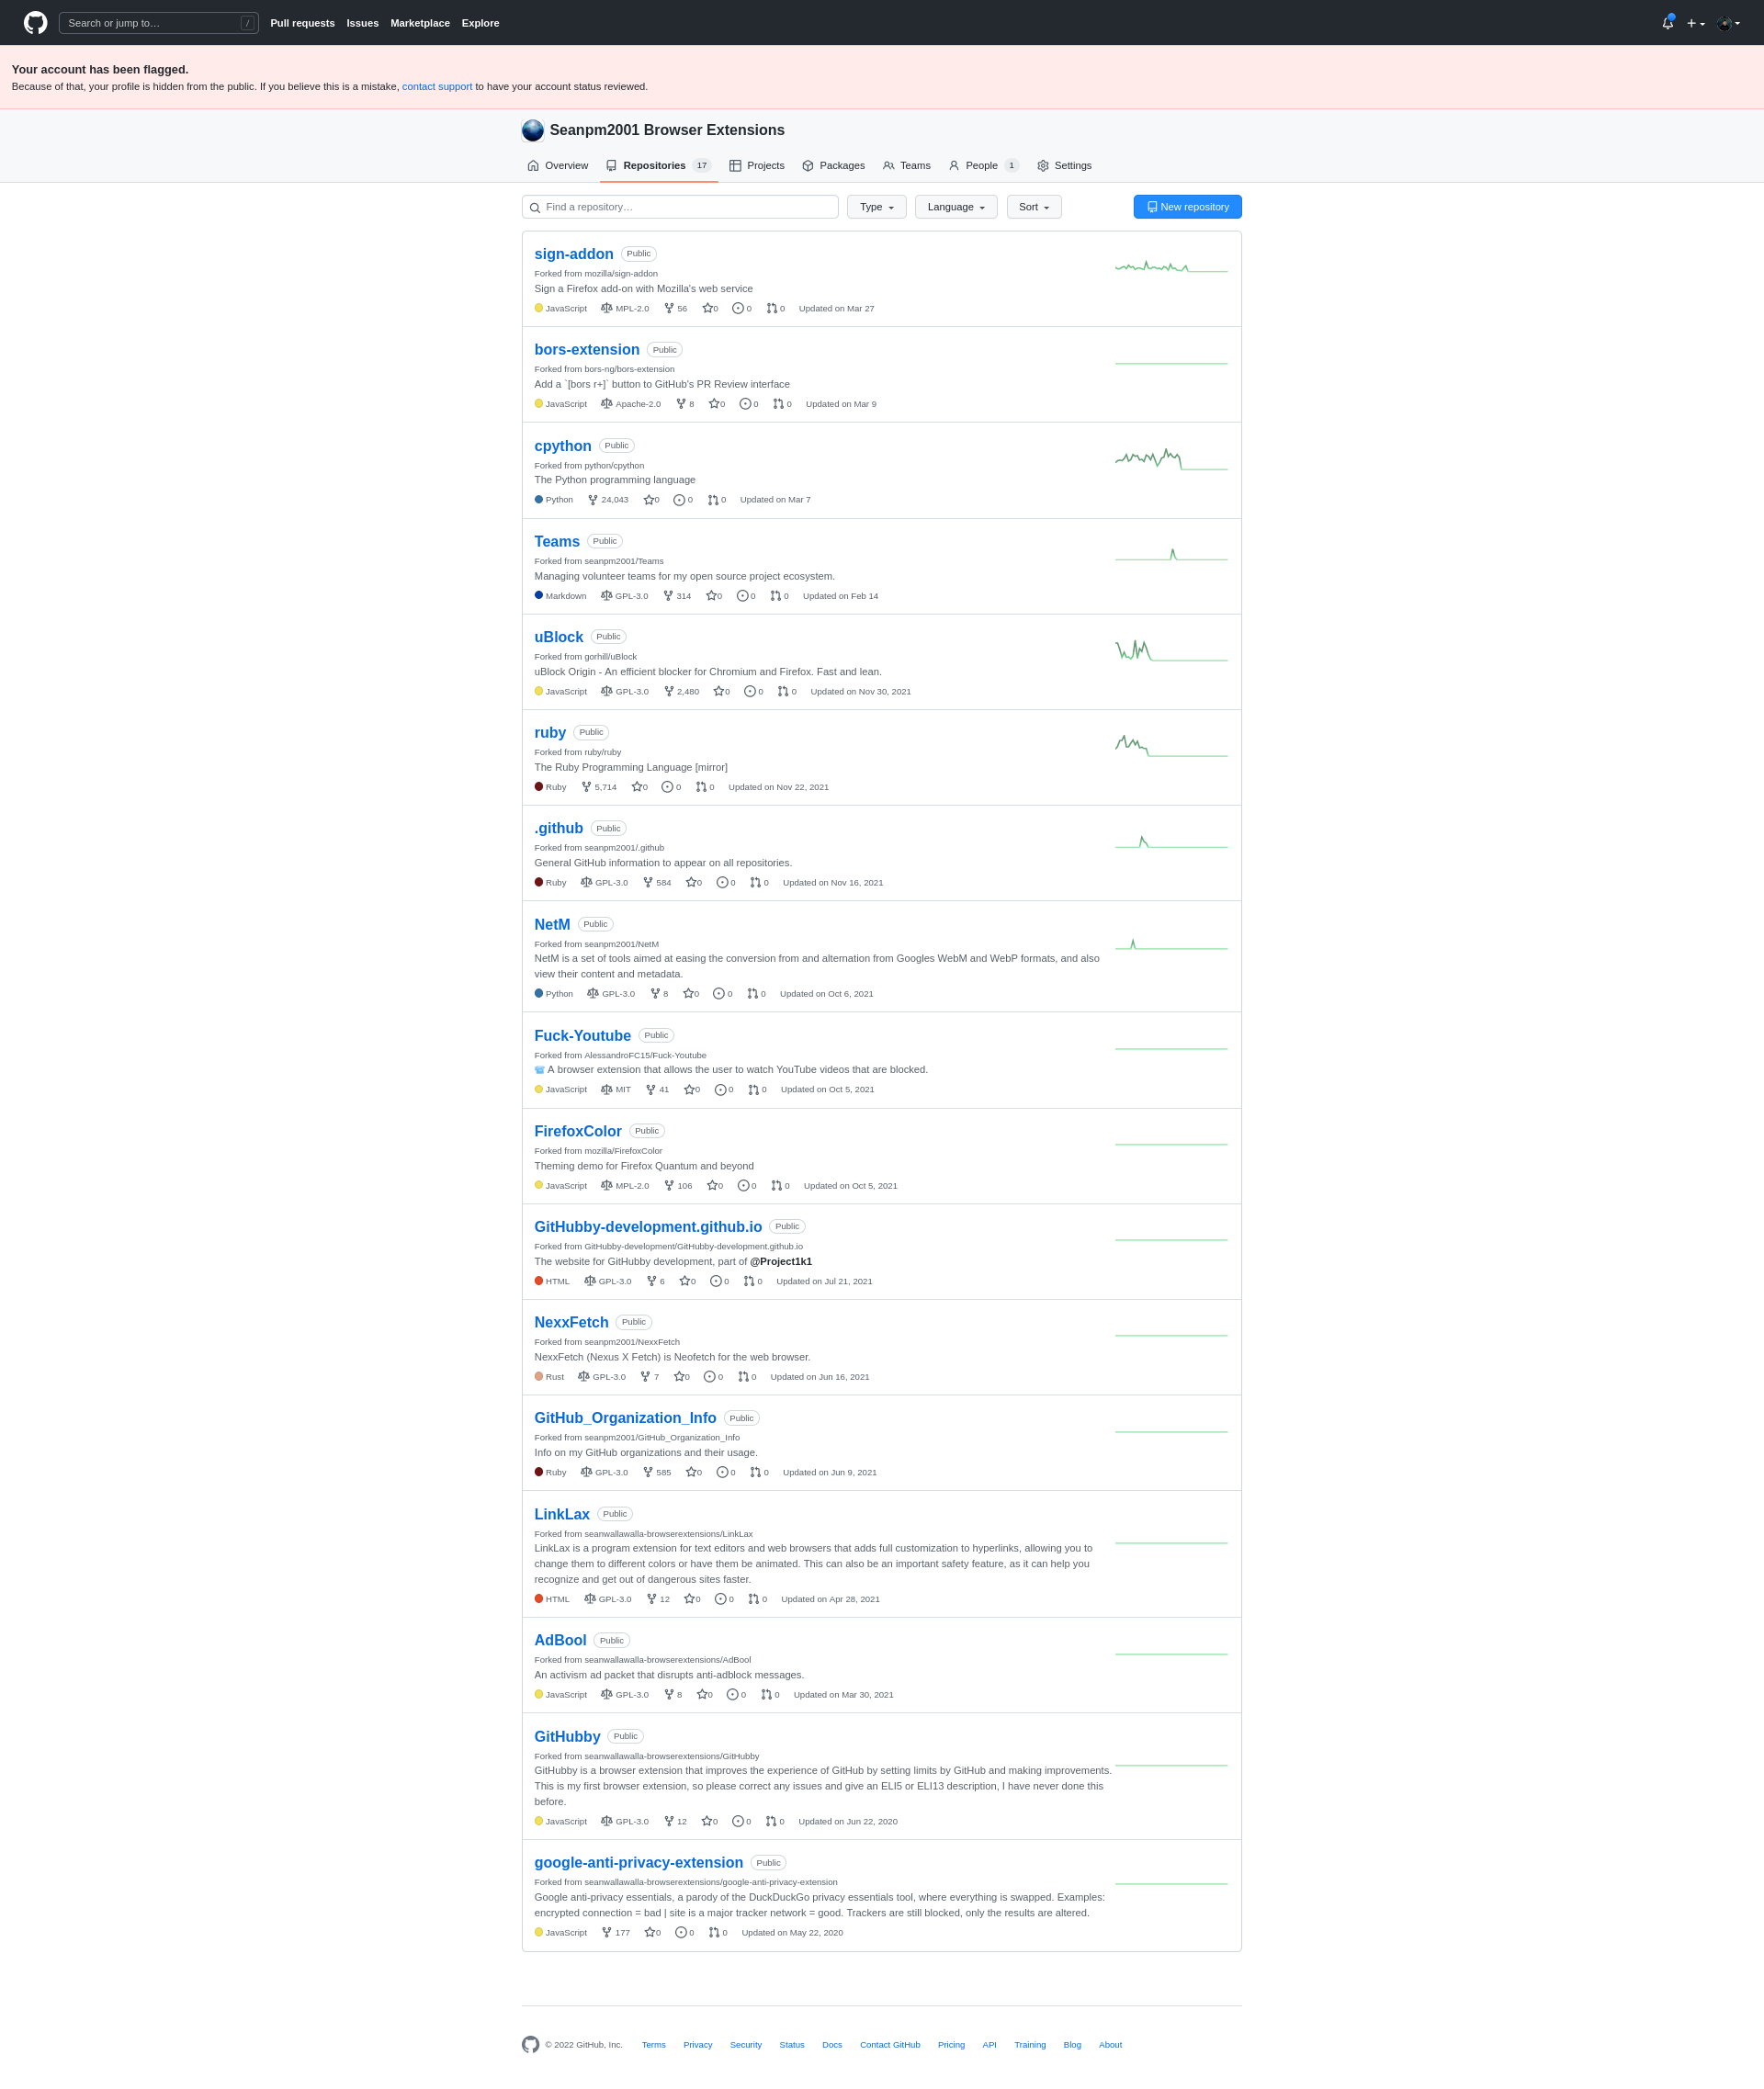 Search or jump to… / Pull requests Issues Marketplace Explore
Your account has been flagged.
Because of that, your profile is hidden from the public. If you believe this is a mistake, contact support to have your account status reviewed.
Seanpm2001 Browser Extensions
Overview Repositories 17 Projects Packages Teams People 1 Settings
Find a repository… Type Language Sort New repository
sign-addon Public
Forked from mozilla/sign-addon
Sign a Firefox add-on with Mozilla's web service
JavaScript MPL-2.0 56 0 0 0 Updated on Mar 27
bors-extension Public
Forked from bors-ng/bors-extension
Add a `[bors r+]` button to GitHub's PR Review interface
JavaScript Apache-2.0 8 0 0 0 Updated on Mar 9
cpython Public
Forked from python/cpython
The Python programming language
Python 24,043 0 0 0 Updated on Mar 7
Teams Public
Forked from seanpm2001/Teams
Managing volunteer teams for my open source project ecosystem.
Markdown GPL-3.0 314 0 0 0 Updated on Feb 14
uBlock Public
Forked from gorhill/uBlock
uBlock Origin - An efficient blocker for Chromium and Firefox. Fast and lean.
JavaScript GPL-3.0 2,480 0 0 0 Updated on Nov 30, 2021
ruby Public
Forked from ruby/ruby
The Ruby Programming Language [mirror]
Ruby 5,714 0 0 0 Updated on Nov 22, 2021
.github Public
Forked from seanpm2001/.github
General GitHub information to appear on all repositories.
Ruby GPL-3.0 584 0 0 0 Updated on Nov 16, 2021
NetM Public
Forked from seanpm2001/NetM
NetM is a set of tools aimed at easing the conversion from and alternation from Googles WebM and WebP formats, and also
view their content and metadata.
Python GPL-3.0 8 0 0 0 Updated on Oct 6, 2021
Fuck-Youtube Public
Forked from AlessandroFC15/Fuck-Youtube
A browser extension that allows the user to watch YouTube videos that are blocked.
JavaScript MIT 41 0 0 0 Updated on Oct 5, 2021
FirefoxColor Public
Forked from mozilla/FirefoxColor
Theming demo for Firefox Quantum and beyond
JavaScript MPL-2.0 106 0 0 0 Updated on Oct 5, 2021
GitHubby-development.github.io Public
Forked from GitHubby-development/GitHubby-development.github.io
The website for GitHubby development, part of @Project1k1
HTML GPL-3.0 6 0 0 0 Updated on Jul 21, 2021
NexxFetch Public
Forked from seanpm2001/NexxFetch
NexxFetch (Nexus X Fetch) is Neofetch for the web browser.
Rust GPL-3.0 7 0 0 0 Updated on Jun 16, 2021
GitHub_Organization_Info Public
Forked from seanpm2001/GitHub_Organization_Info
Info on my GitHub organizations and their usage.
Ruby GPL-3.0 585 0 0 0 Updated on Jun 9, 2021
LinkLax Public
Forked from seanwallawalla-browserextensions/LinkLax
LinkLax is a program extension for text editors and web browsers that adds full customization to hyperlinks, allowing you to
change them to different colors or have them be animated. This can also be an important safety feature, as it can help you
recognize and get out of dangerous sites faster.
HTML GPL-3.0 12 0 0 0 Updated on Apr 28, 2021
AdBool Public
Forked from seanwallawalla-browserextensions/AdBool
An activism ad packet that disrupts anti-adblock messages.
JavaScript GPL-3.0 8 0 0 0 Updated on Mar 30, 2021
GitHubby Public
Forked from seanwallawalla-browserextensions/GitHubby
GitHubby is a browser extension that improves the experience of GitHub by setting limits by GitHub and making improvements.
This is my first browser extension, so please correct any issues and give an ELI5 or ELI13 description, I have never done this
before.
JavaScript GPL-3.0 12 0 0 0 Updated on Jun 22, 2020
google-anti-privacy-extension Public
Forked from seanwallawalla-browserextensions/google-anti-privacy-extension
Google anti-privacy essentials, a parody of the DuckDuckGo privacy essentials tool, where everything is swapped. Examples:
encrypted connection = bad | site is a major tracker network = good. Trackers are still blocked, only the results are altered.
JavaScript 177 0 0 0 Updated on May 22, 2020
© 2022 GitHub, Inc. Terms Privacy Security Status Docs Contact GitHub Pricing API Training Blog About